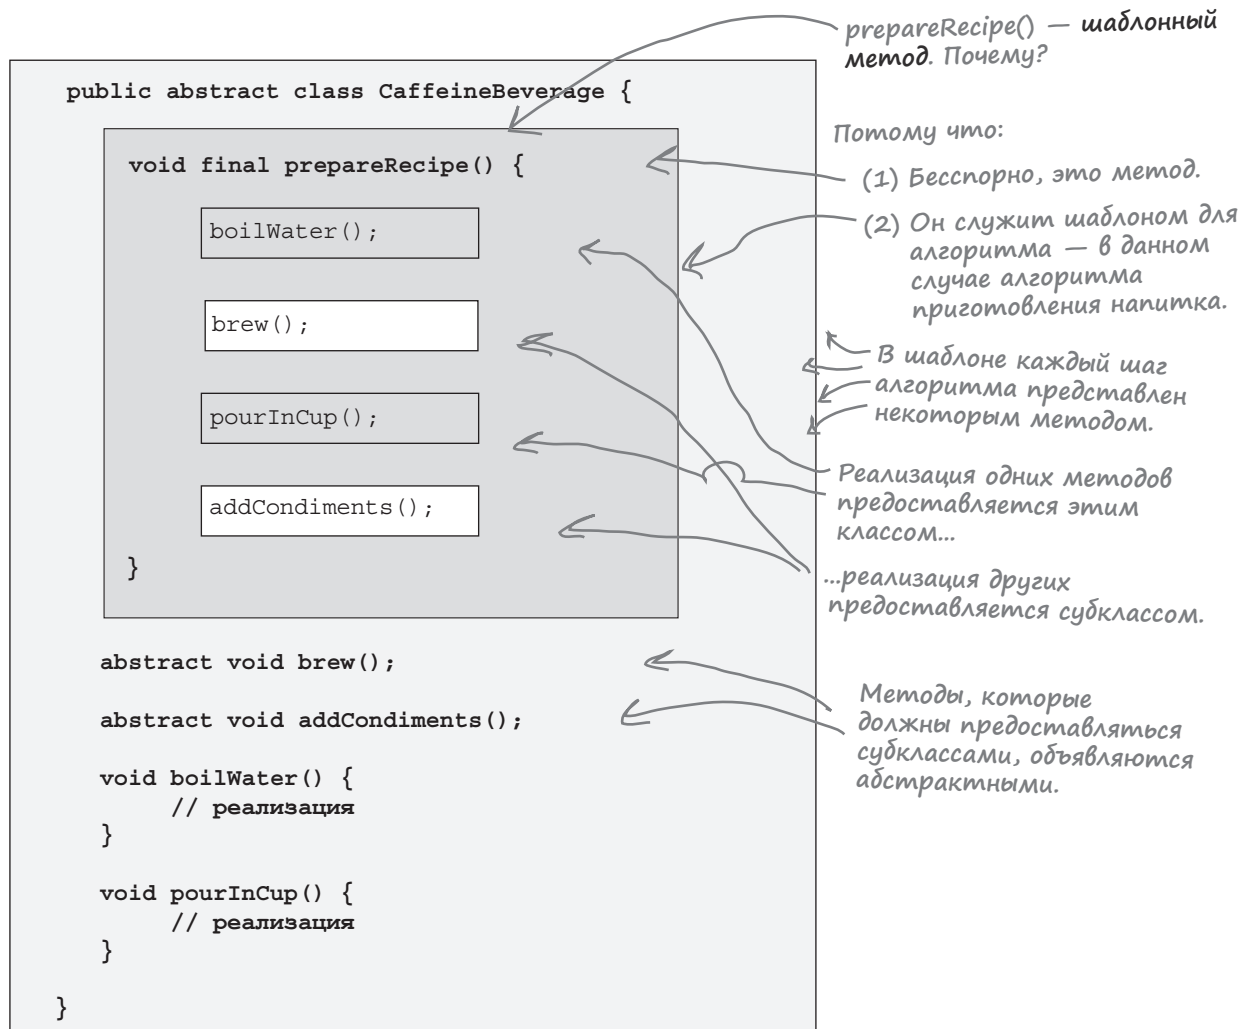 prepareRecipe() — шаблонный
метод. Почему?
public abstract class CaffeineBeverage {
void final prepareRecipe() {
boilWater();
brew();
pourInCup();
addCondiments();
}
abstract void brew();
abstract void addCondiments();
void boilWater() {
// реализация
}
void pourInCup() {
// реализация
}
}
Потому что:
(1) Бесспорно, это метод.
(2) Он служит шаблоном для
алгоритма — в данном
случае алгоритма
приготовления напитка.
В шаблоне каждый шаг
алгоритма представлен
некоторым методом.
Реализация одних методов
предоставляется этим
классом...
...реализация других
предоставляется субклассом.
Методы, которые
должны предоставляться
субклассами, объявляются
абстрактными.